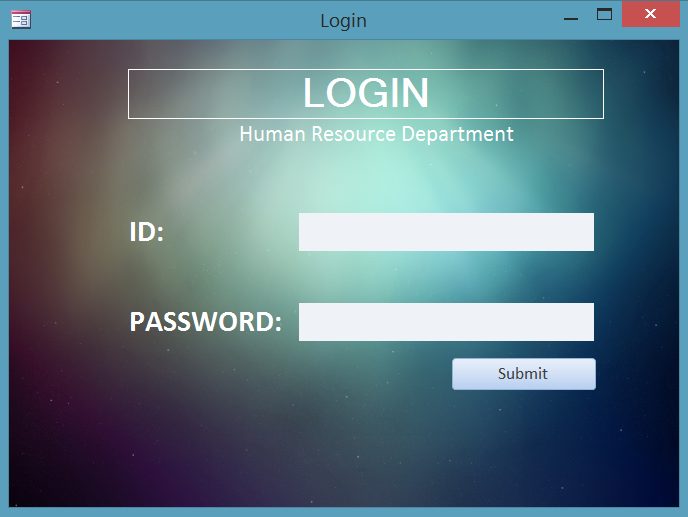 Login
LOGIN
Human Resource Department
ID:
PASSWORD:
Submit